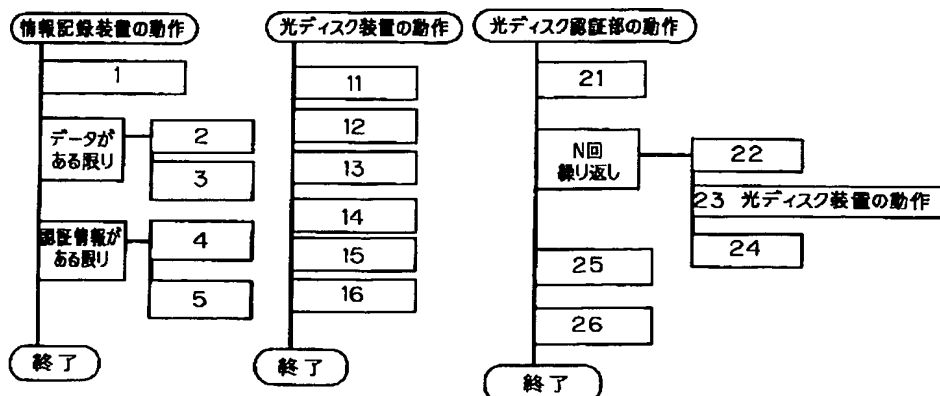 情報記録装置の動作
1
データが
ある限り
2
3
認証情報が
ある限り
4
5
終了
光ディスク装置の動作
11
12
13
14
15
16
終了
光ディスク認証部の動作
21
N回
繰り返し
22
23 光ディスク装置の動作
24
25
26
終了